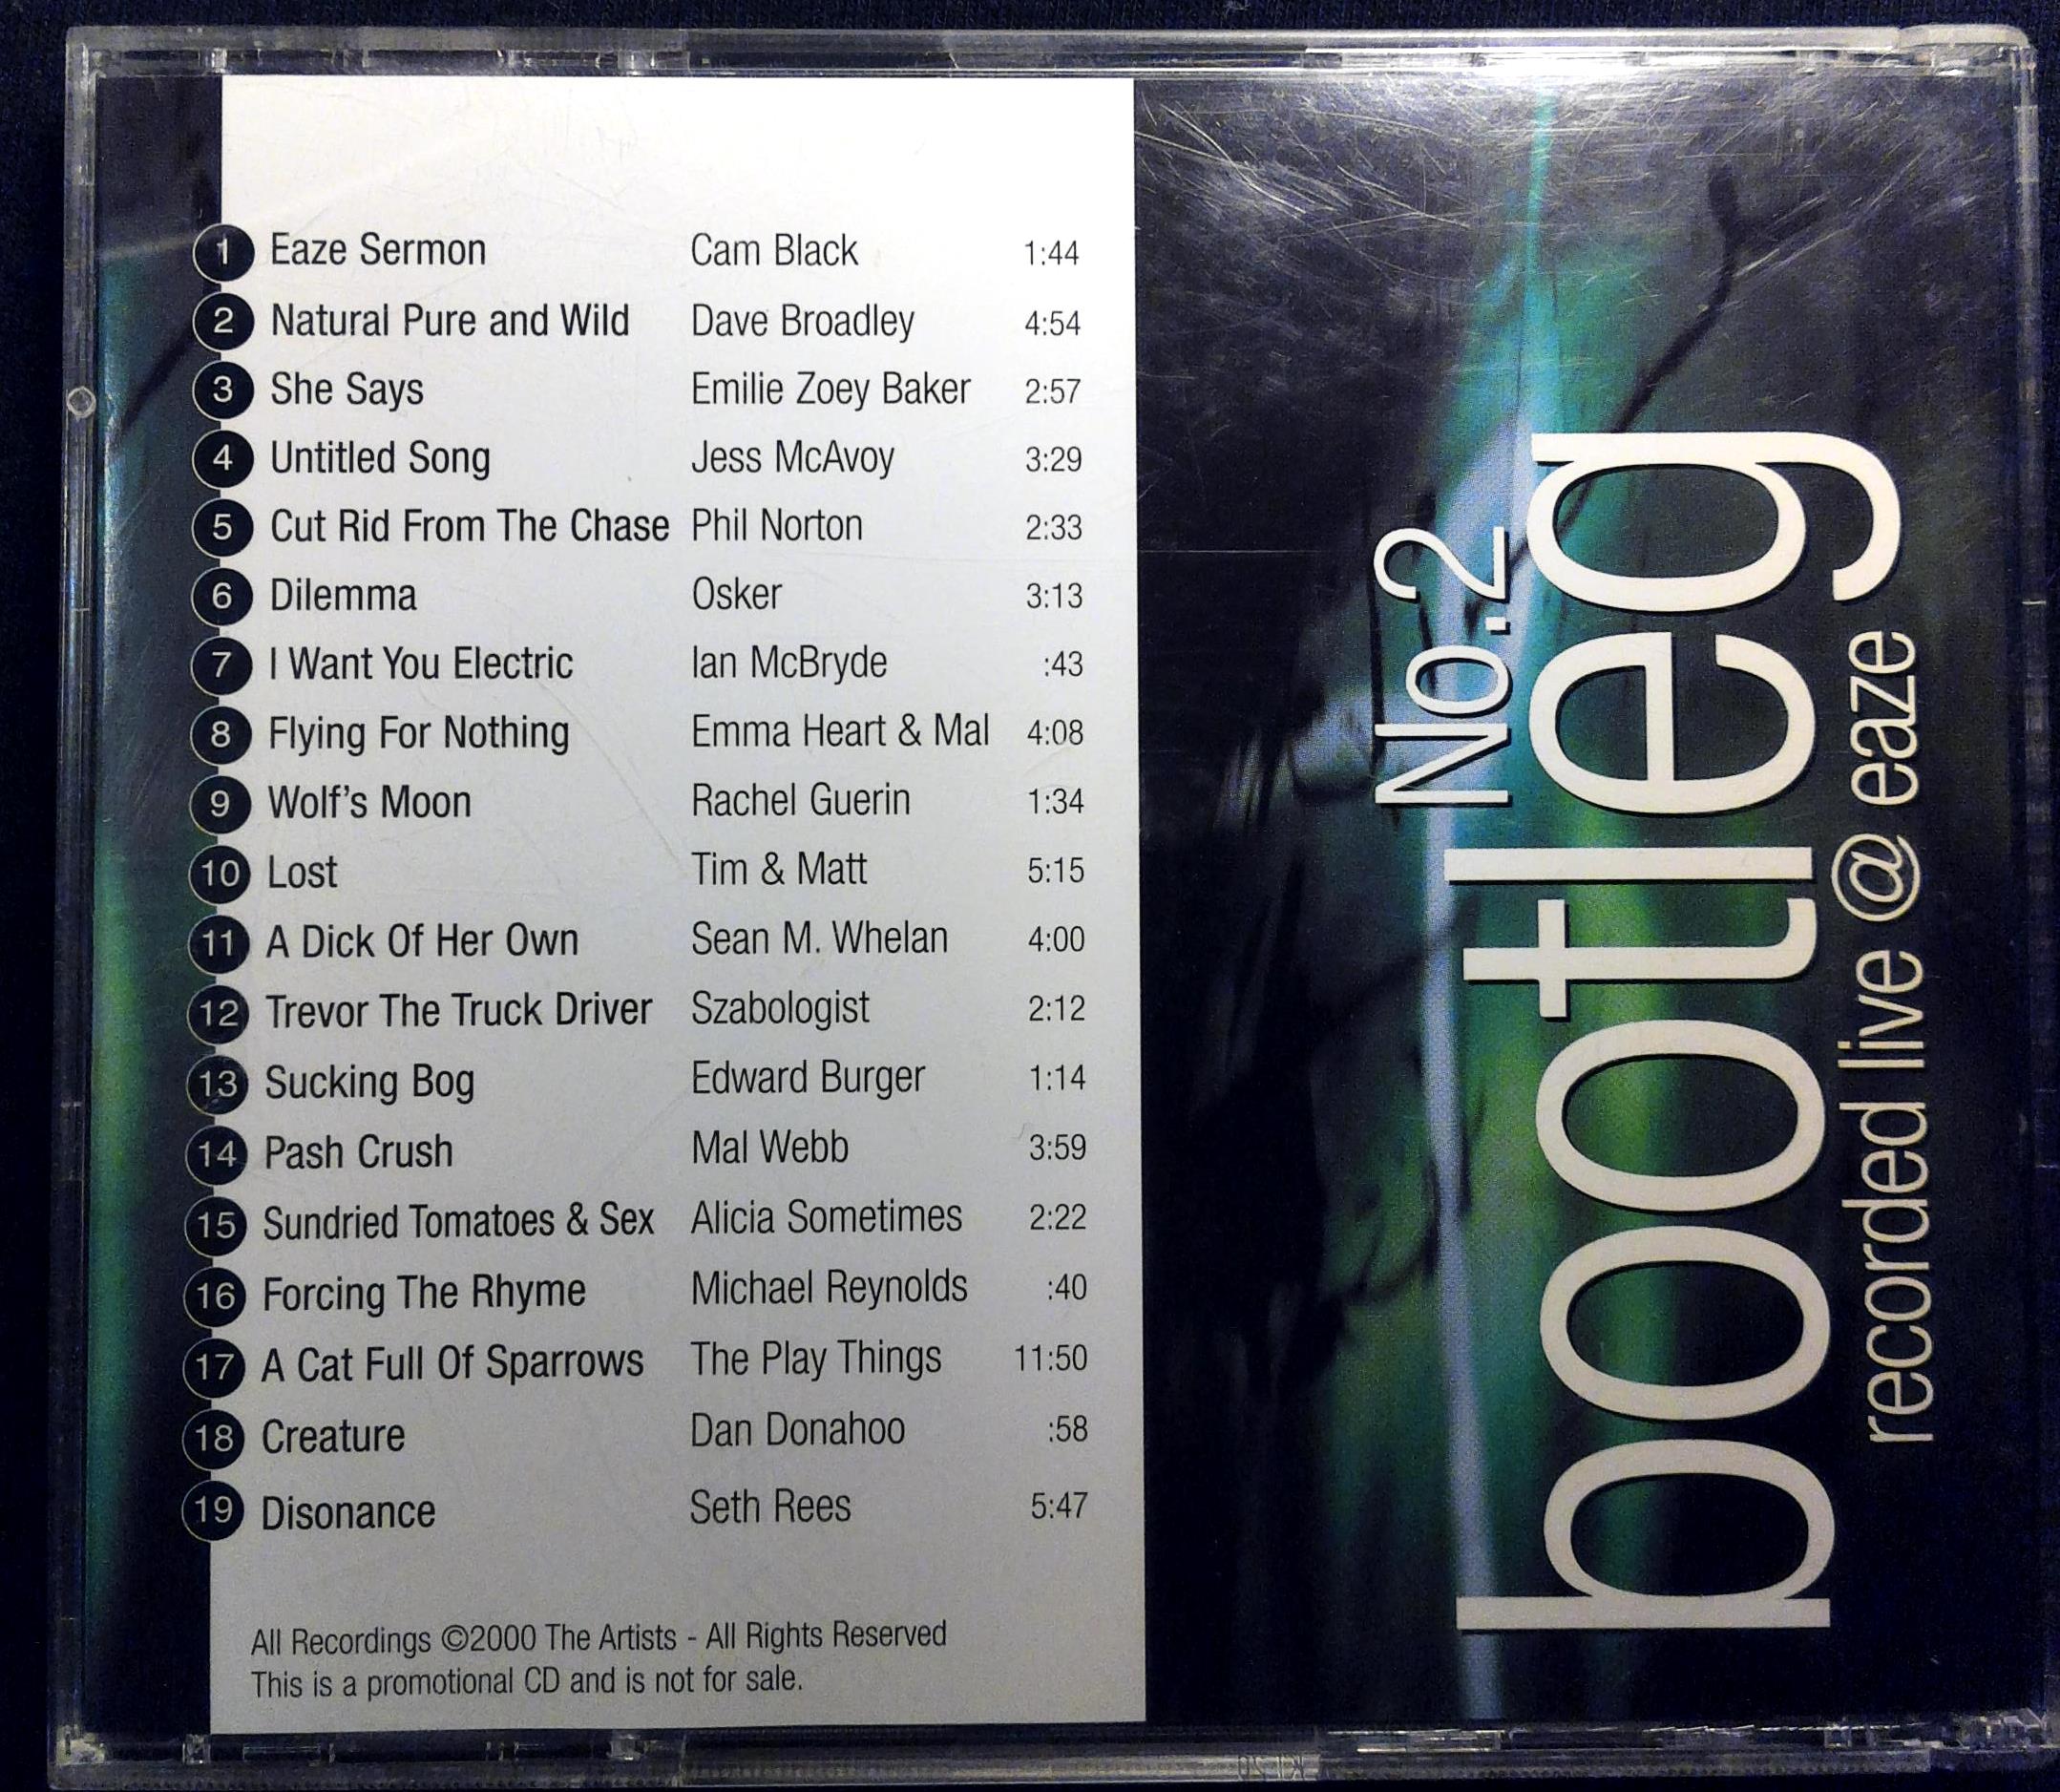 1 Eaze Sermon Cam Black 1:44
2 Natural Pure and Wild Dave Broadley 4:54
3 She Says Emilie Zoey Baker 2:57
4 Untitled Song Jess McAvoy 3:29
5 Cut Rid From The Chase Phil Norton 2:33
6 Dilemma Osker 3:13
7 I Want You Electric Ian McBryde :43
8 Flying For Nothing Emma Heart & Mal 4:08
9 Wolf's Moon Rachel Guerin 1:34
10 Lost Tim & Matt 5:15
11 A Dick Of Her Own Sean M. Whelan 4:00
12 Trevor The Truck Driver Szabologist 2:12
13 Sucking Bog Edward Burger 1:14
14 Pash Crush Mal Webb 3:59
15 Sundried Tomatoes & Sex Alicia Sometimes 2:22
16 Forcing The Rhyme Michael Reynolds :40
17 A Cat Full Of Sparrows The Play Things 11:50
18 Creature Dan Donahoo :58
19 Disonance Seth Rees 5:47
All Recordings ©2000 The Artists - All Rights Reserved
This is a promotional CD and is not for sale.
No.2
bootleg
recorded live @ eaze